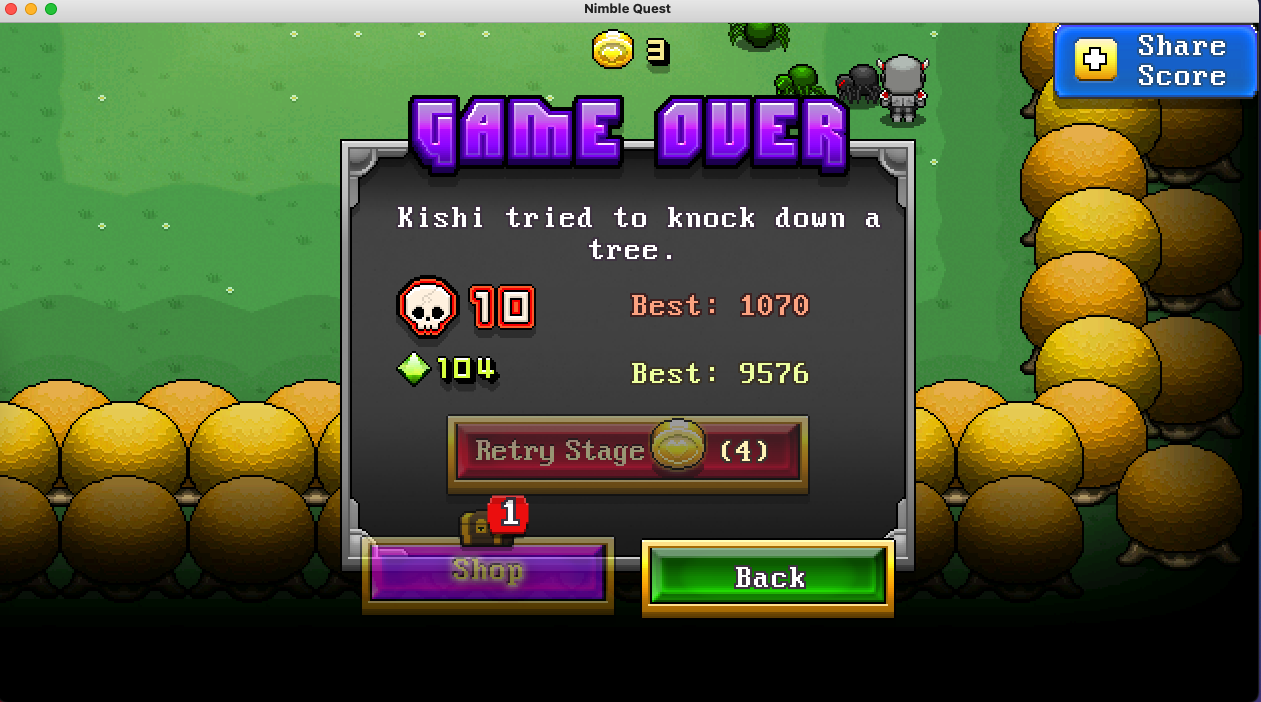 Nimble Quest
3
Share
Score
GAME OVER
Kishi tried to knock down a
tree.
10
Best: 1070
104
Best: 9576
Retry Stage (4)
1
Shop
Back